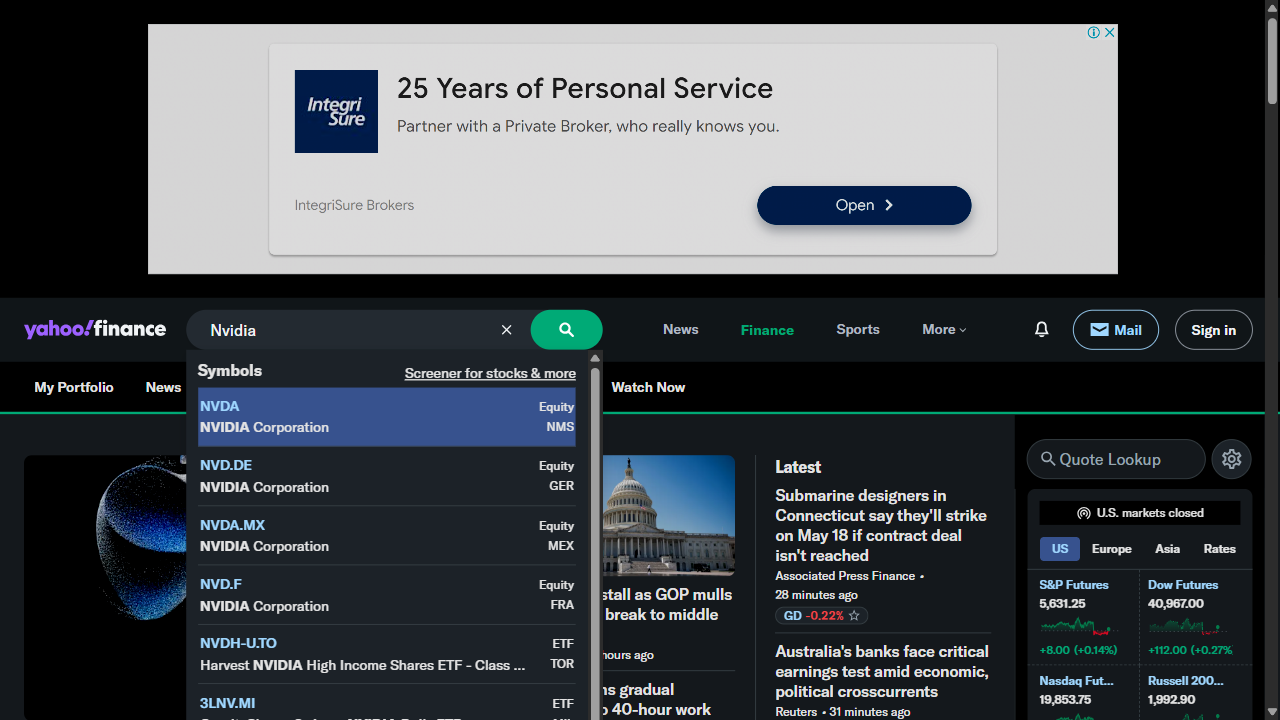 Integri
Sure
25 Years of Personal Service
Partner with a Private Broker, who really knows you.
IntegriSure Brokers
Open
yahoo!finance
Nvidia
News
Finance
Sports
More
Mail
Sign in
My Portfolio
News
Watch Now
Symbols
Screener for stocks & more
NVDA
Equity
NVIDIA Corporation
NMS
NVD.DE
Equity
NVIDIA Corporation
GER
NVDA.MX
Equity
NVIDIA Corporation
MEX
NVD.F
Equity
NVIDIA Corporation
FRA
NVDH-U.TO
ETF
Harvest NVIDIA High Income Shares ETF - Class ...
TOR
3LNV.MI
ETF
stall as GOP mulls
break to middle
hours ago
gradual
40-hour work
Latest
Submarine designers in
Connecticut say they'll strike
on May 18 if contract deal
isn't reached
Associated Press Finance •
28 minutes ago
GD -0.22%
Australia's banks face critical
earnings test amid economic,
political crosscurrents
Reuters • 31 minutes ago
Quote Lookup
U.S. markets closed
US
Europe
Asia
Rates
S&P Futures
5,631.25
+8.00 (+0.14%)
Dow Futures
40,967.00
+112.00 (+0.27%
Nasdaq Fut...
19,853.75
Russell 200...
1,992.90